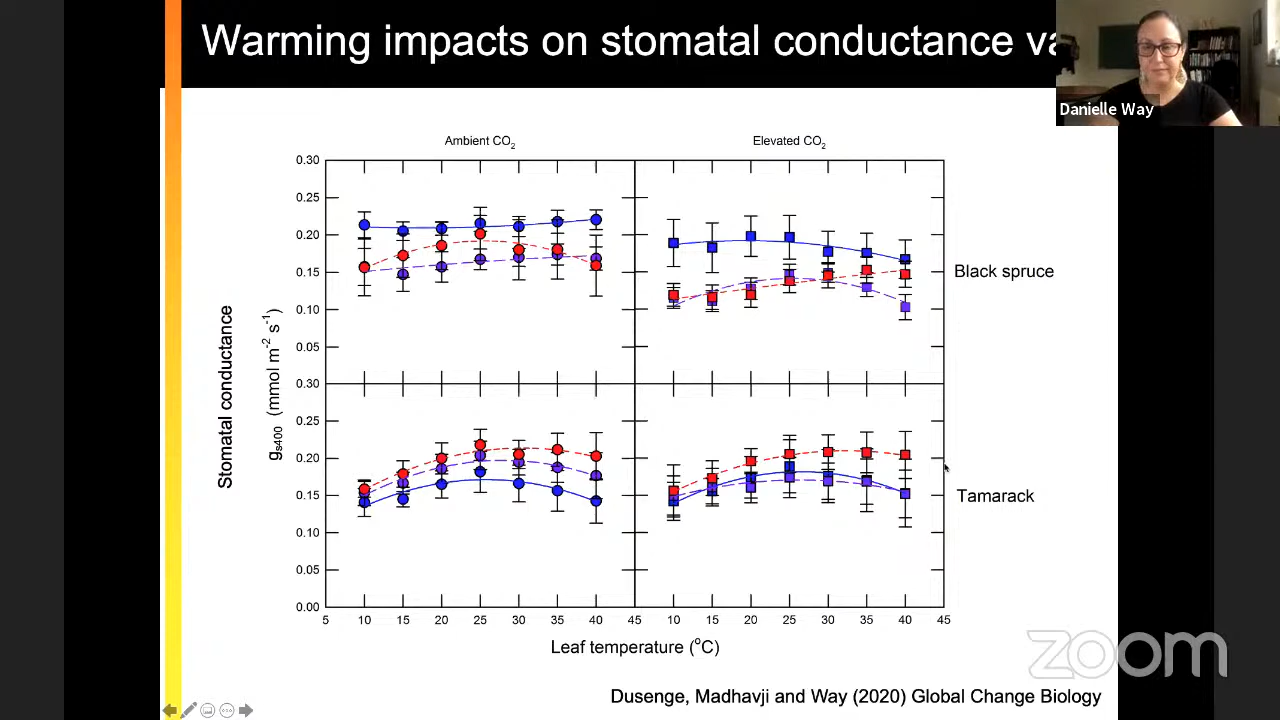 Warming impacts on stomatal conductance va
Danielle Way
Ambient CO2
Elevated CO2
0.30
0.25
0.20
0.15
0.10
0.05
0.30
0.25
0.20
0.15
0.10
0.05
0.00
Stomatal conductance
gs400 (mmol m-2 s-1)
Black spruce
Tamarack
5 10 15 20 25 30 35 40 45 10 15 20 25 30 35 40 45
Leaf temperature (oC)
zoom
Dusenge, Madhavji and Way (2020) Global Change Biology